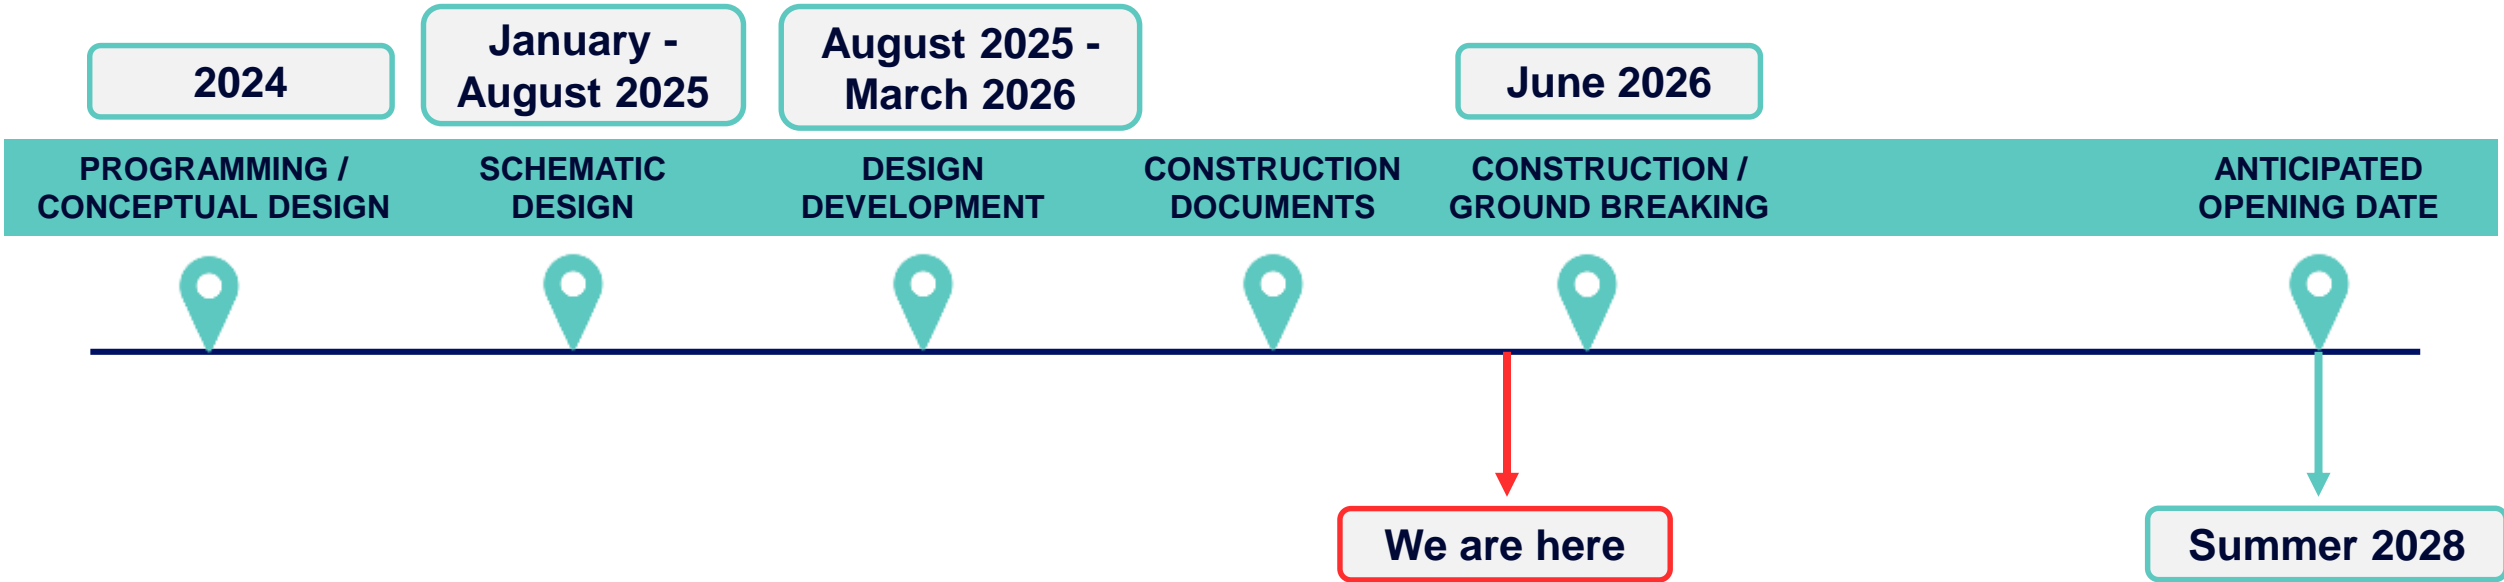 2024
January -
August 2025
August 2025 -
March 2026
June 2026
PROGRAMMING /
CONCEPTUAL DESIGN
SCHEMATIC
DESIGN
DESIGN
DEVELOPMENT
CONSTRUCTION
DOCUMENTS
CONSTRUCTION /
GROUND BREAKING
ANTICIPATED
OPENING DATE
We are here
Summer 2028